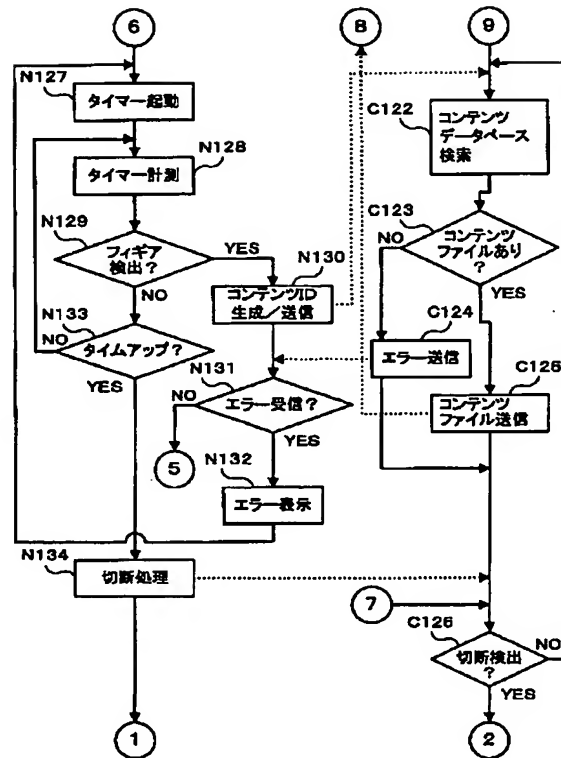 6
8
9
N127
タイマー起動
N128
タイマー計測
N129
フィギア
検出？
YES
NO
N130
コンテンツID
生成／送信
N133
タイムアップ？
NO
YES
N131
エラー受信？
NO
YES
5
N132
エラー表示
N134
切断処理
1
C122
コンテンツ
データベース
検索
C123
コンテンツ
ファイルあり
？
NO
YES
C124
エラー送信
C125
コンテンツ
ファイル送信
7
C126
切断検出
？
NO
YES
2